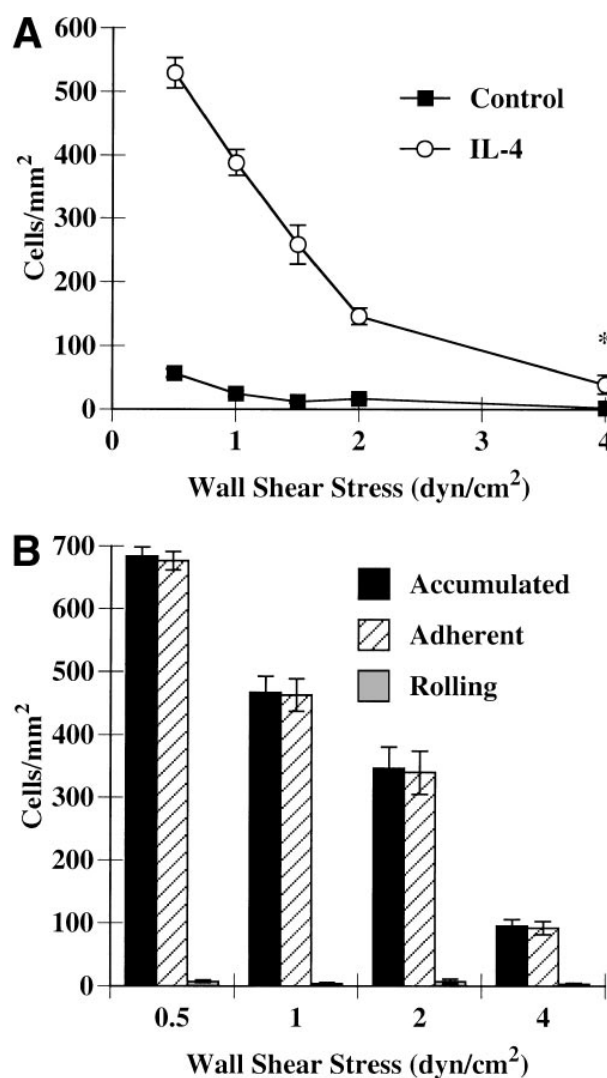 A
600
500
400
300
200
100
0
Cells/mm²
Control
IL-4
*
0 1 2 3 4
Wall Shear Stress (dyn/cm²)
B
700
600
500
400
300
200
100
0
Cells/mm²
Accumulated
Adherent
Rolling
0.5 1 2 4
Wall Shear Stress (dyn/cm²)